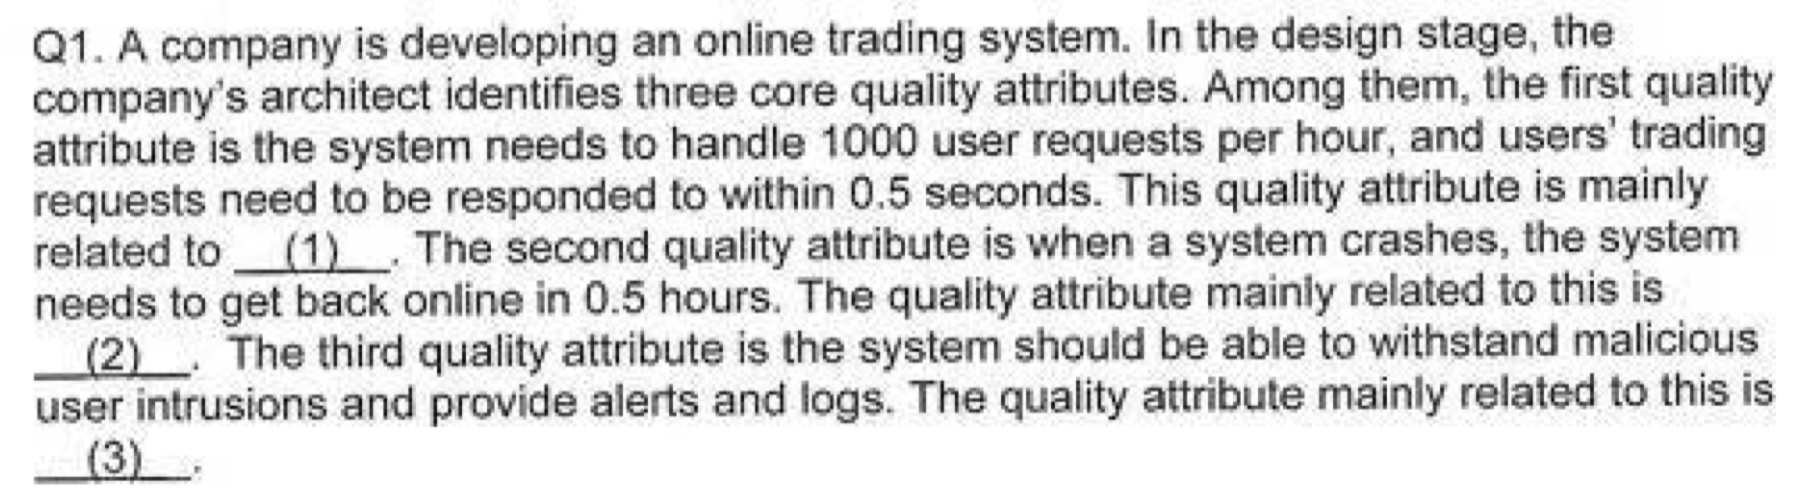 Q1. A company is developing an online trading system. In the design stage, the
company's architect identifies three core quality attributes. Among them, the first quality
attribute is the system needs to handle 1000 user requests per hour, and users' trading
requests need to be responded to within 0.5 seconds. This quality attribute is mainly
related to __(1)__. The second quality attribute is when a system crashes, the system
needs to get back online in 0.5 hours. The quality attribute mainly related to this is
__(2)__. The third quality attribute is the system should be able to withstand malicious
user intrusions and provide alerts and logs. The quality attribute mainly related to this is
__(3)__.